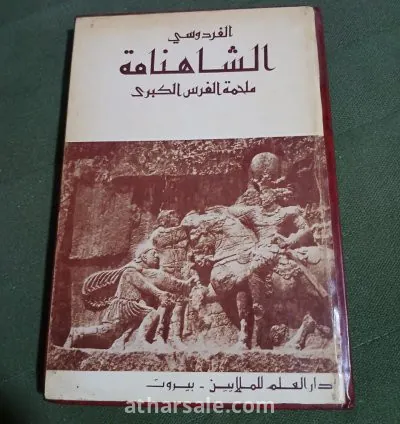 الفردوسي
الشاهنامة
ملحمة الفرس الكبرى
دار العلم للملايين - بيروت
atharsale.com